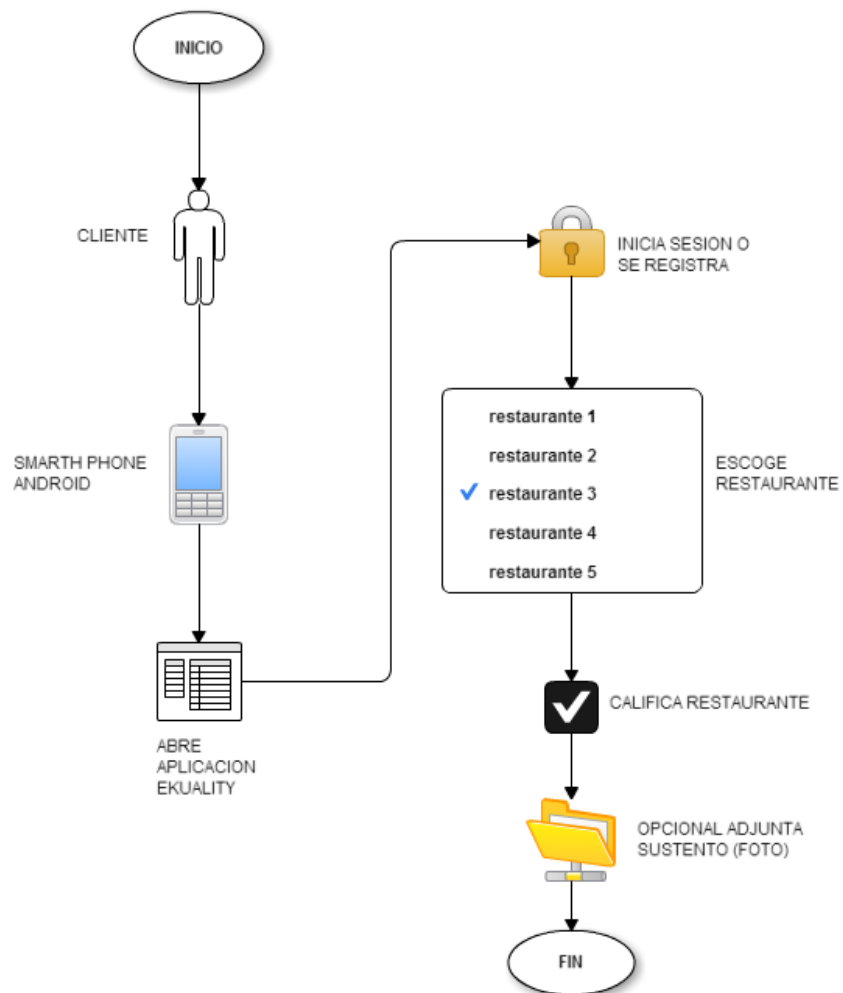 INICIO
CLIENTE
SMARTH PHONE
ANDROID
ABRE
APLICACION
EKUALITY
INICIA SESION O
SE REGISTRA
restaurante 1
restaurante 2
restaurante 3
restaurante 4
restaurante 5
ESCOGE
RESTAURANTE
CALIFICA RESTAURANTE
OPCIONAL ADJUNTA
SUSTENTO (FOTO)
FIN